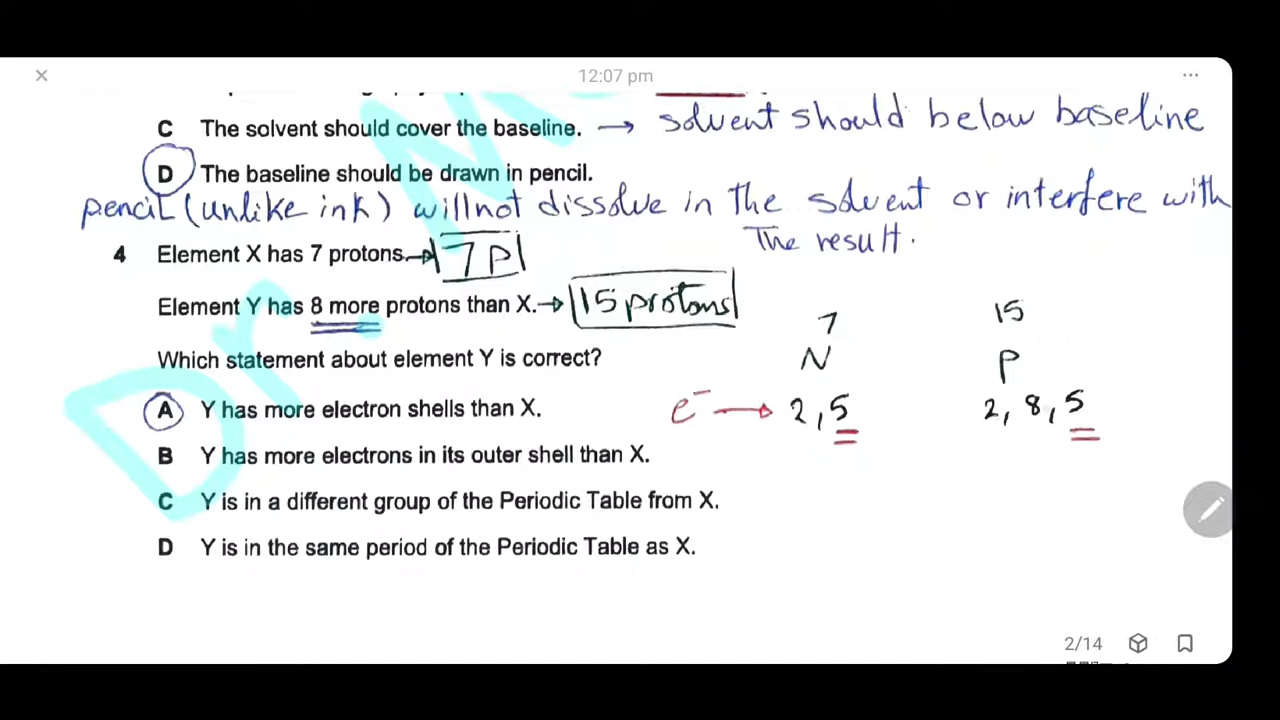 12:07 pm
C The solvent should cover the baseline. → solvent should below baseline
D The baseline should be drawn in pencil.
pencil (unlike ink) will not dissolve in the solvent or interfere with
The result.
4 Element X has 7 protons. → 7 P
Element Y has 8 more protons than X. → 15 protons
7 15
Which statement about element Y is correct? N P
A Y has more electron shells than X. e⁻ → 2, 5 2, 8, 5
B Y has more electrons in its outer shell than X.
C Y is in a different group of the Periodic Table from X.
D Y is in the same period of the Periodic Table as X.
2/14
Dr. M